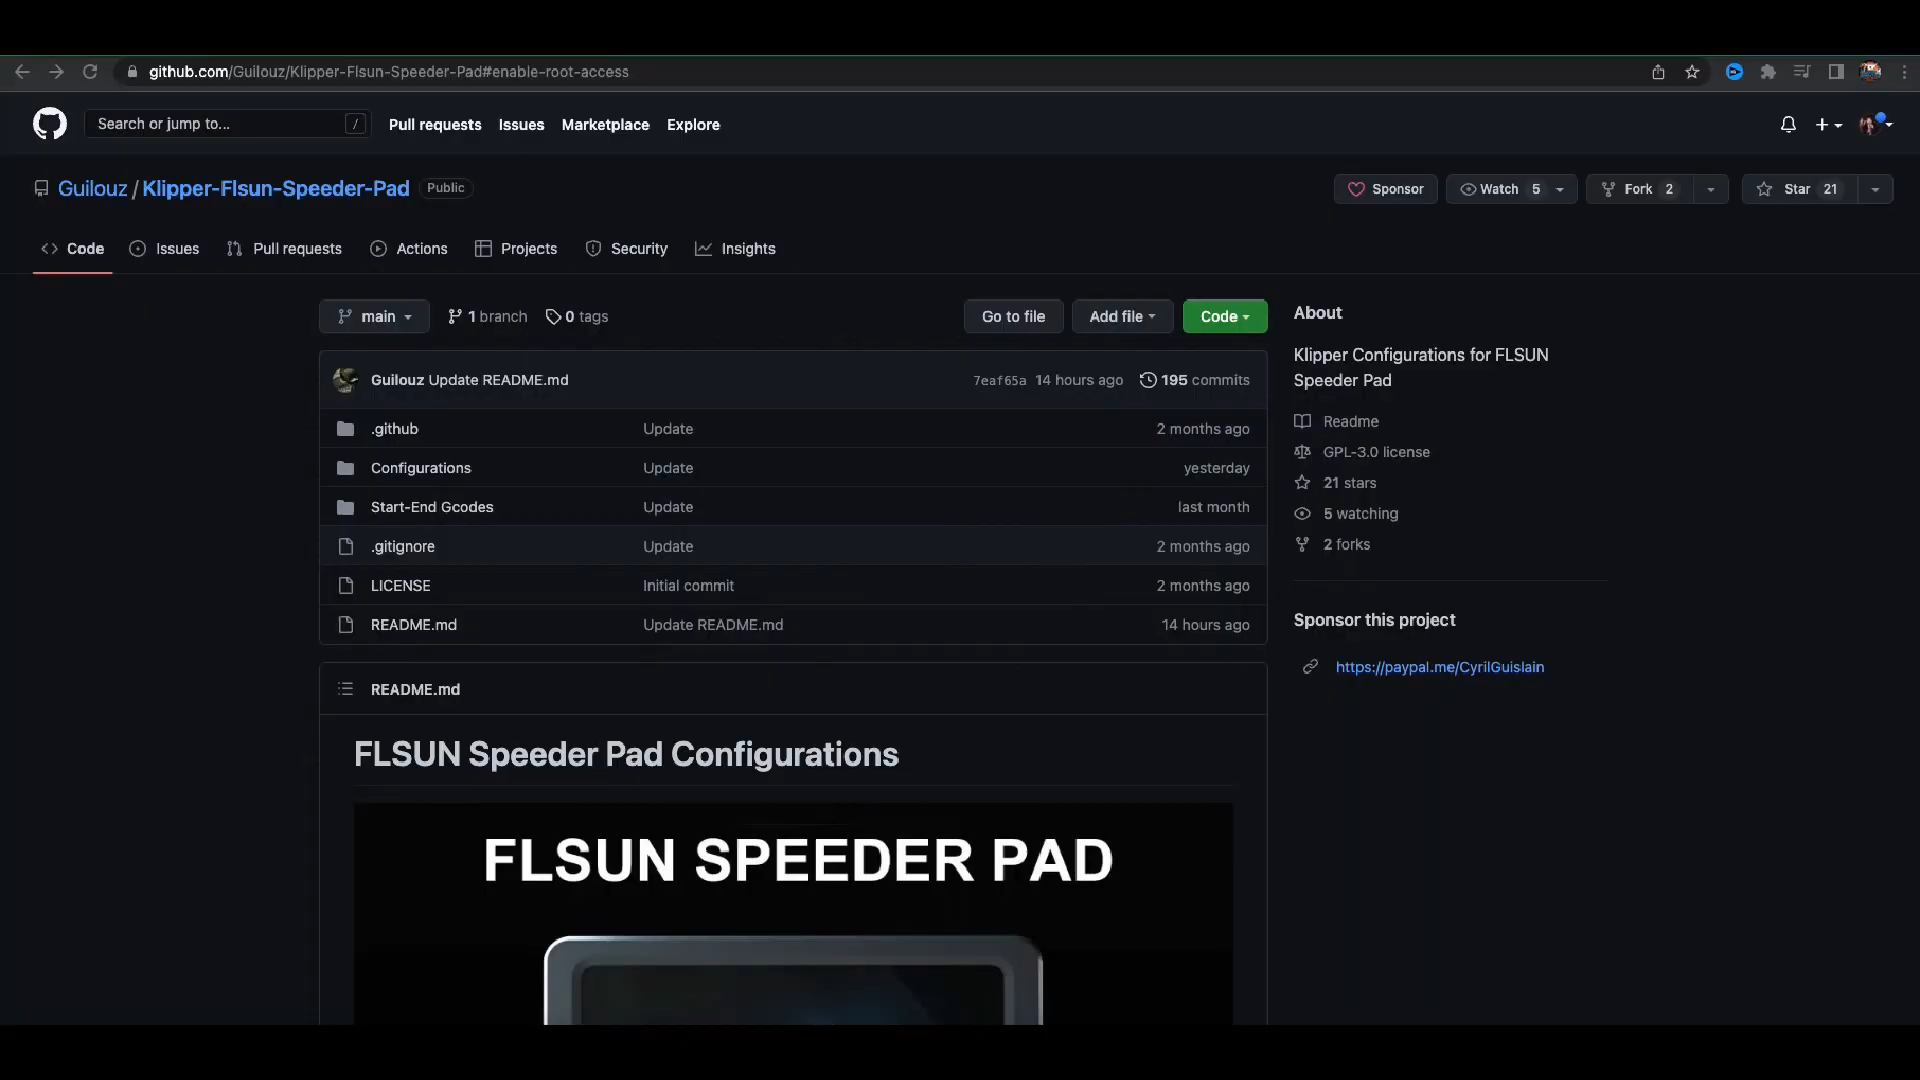 github.com/Guilouz/Klipper-Flsun-Speeder-Pad#enable-root-access
Search or jump to... /
Pull requests Issues Marketplace Explore
Guilouz / Klipper-Flsun-Speeder-Pad Public
Sponsor Watch 5 Fork 2 Star 21
Code Issues Pull requests Actions Projects Security Insights
main 1 branch 0 tags Go to file Add file Code
Guilouz Update README.md 7eaf65a 14 hours ago 195 commits
.github Update 2 months ago
Configurations Update yesterday
Start-End Gcodes Update last month
.gitignore Update 2 months ago
LICENSE Initial commit 2 months ago
README.md Update README.md 14 hours ago
README.md
FLSUN Speeder Pad Configurations
FLSUN SPEEDER PAD
About
Klipper Configurations for FLSUN
Speeder Pad
Readme
GPL-3.0 license
21 stars
5 watching
2 forks
Sponsor this project
https://paypal.me/CyrilGuislain